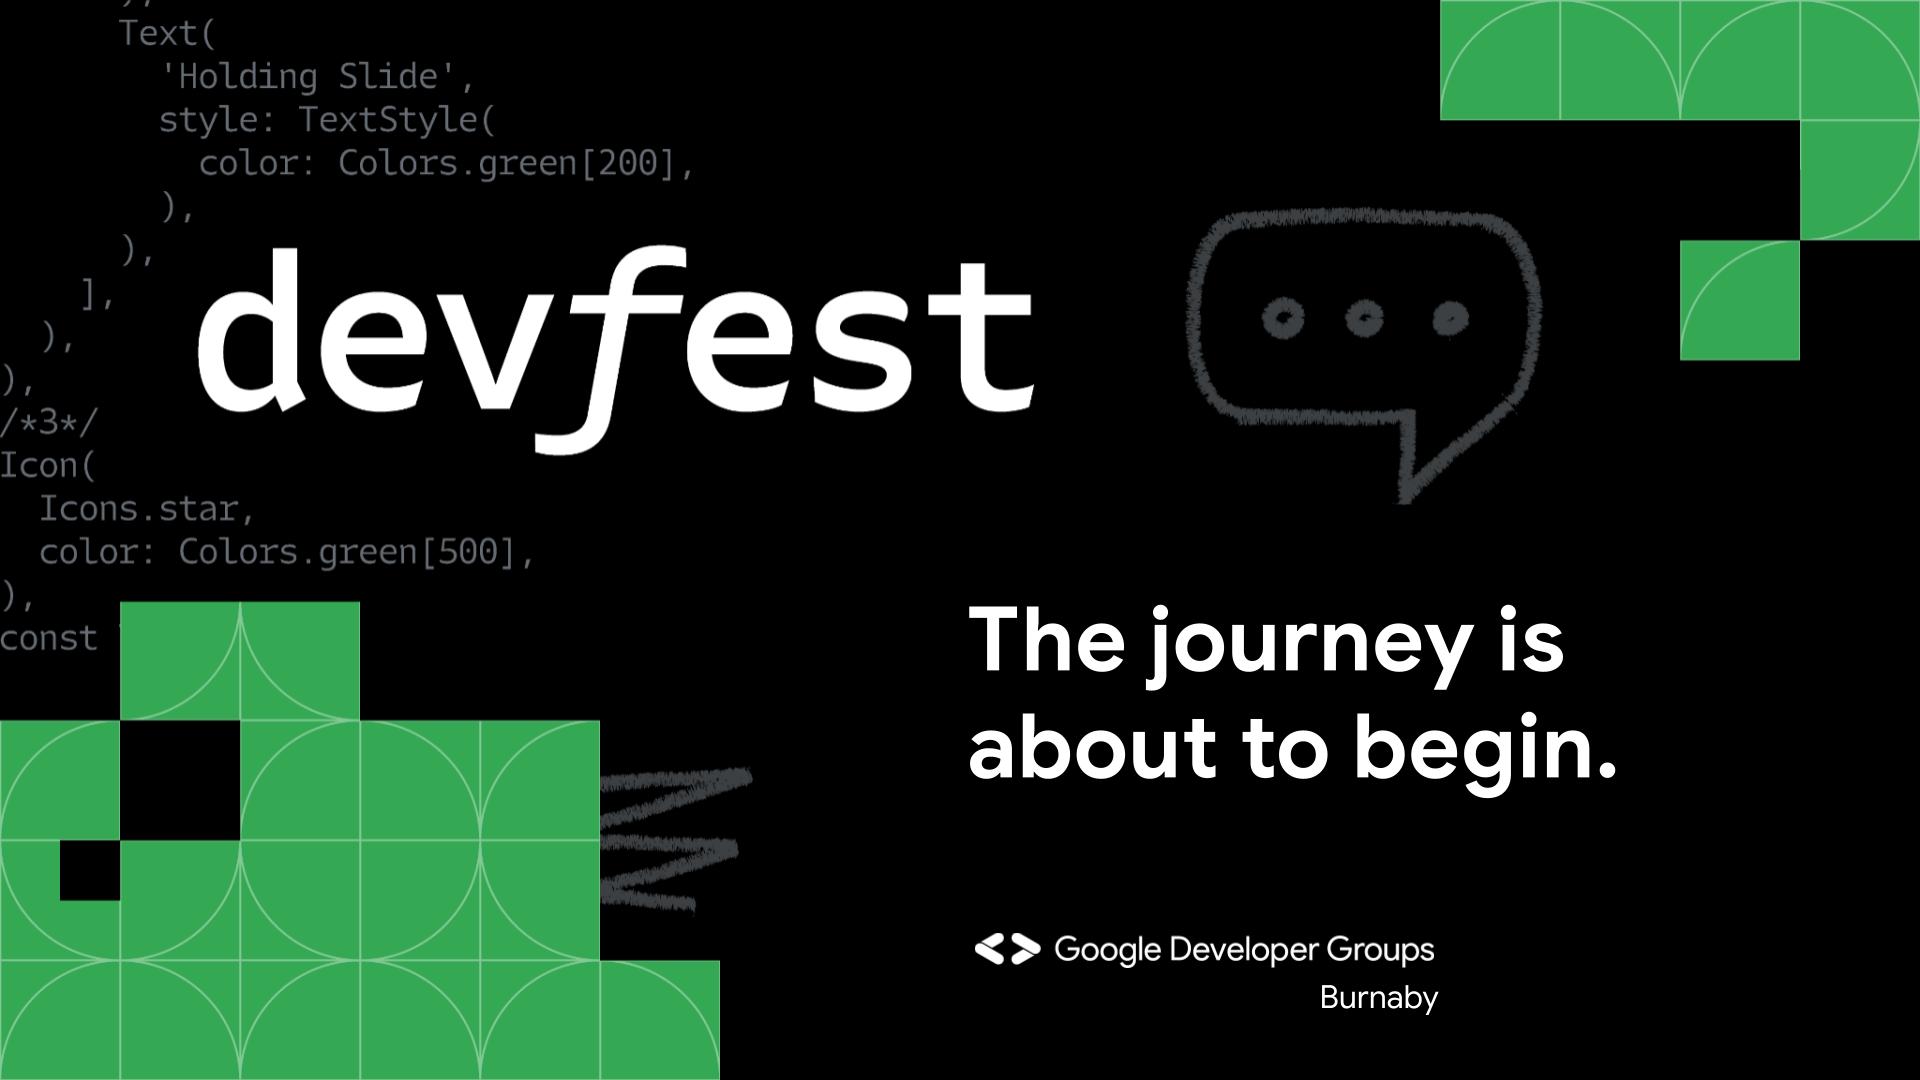 ),
Text(
'Holding Slide',
style: TextStyle(
color: Colors.green[200],
),
),
],
),
),
/*3*/
Icon(
Icons.star,
color: Colors.green[500],
),
const
devfest
The journey is
about to begin.
Google Developer Groups
Burnaby